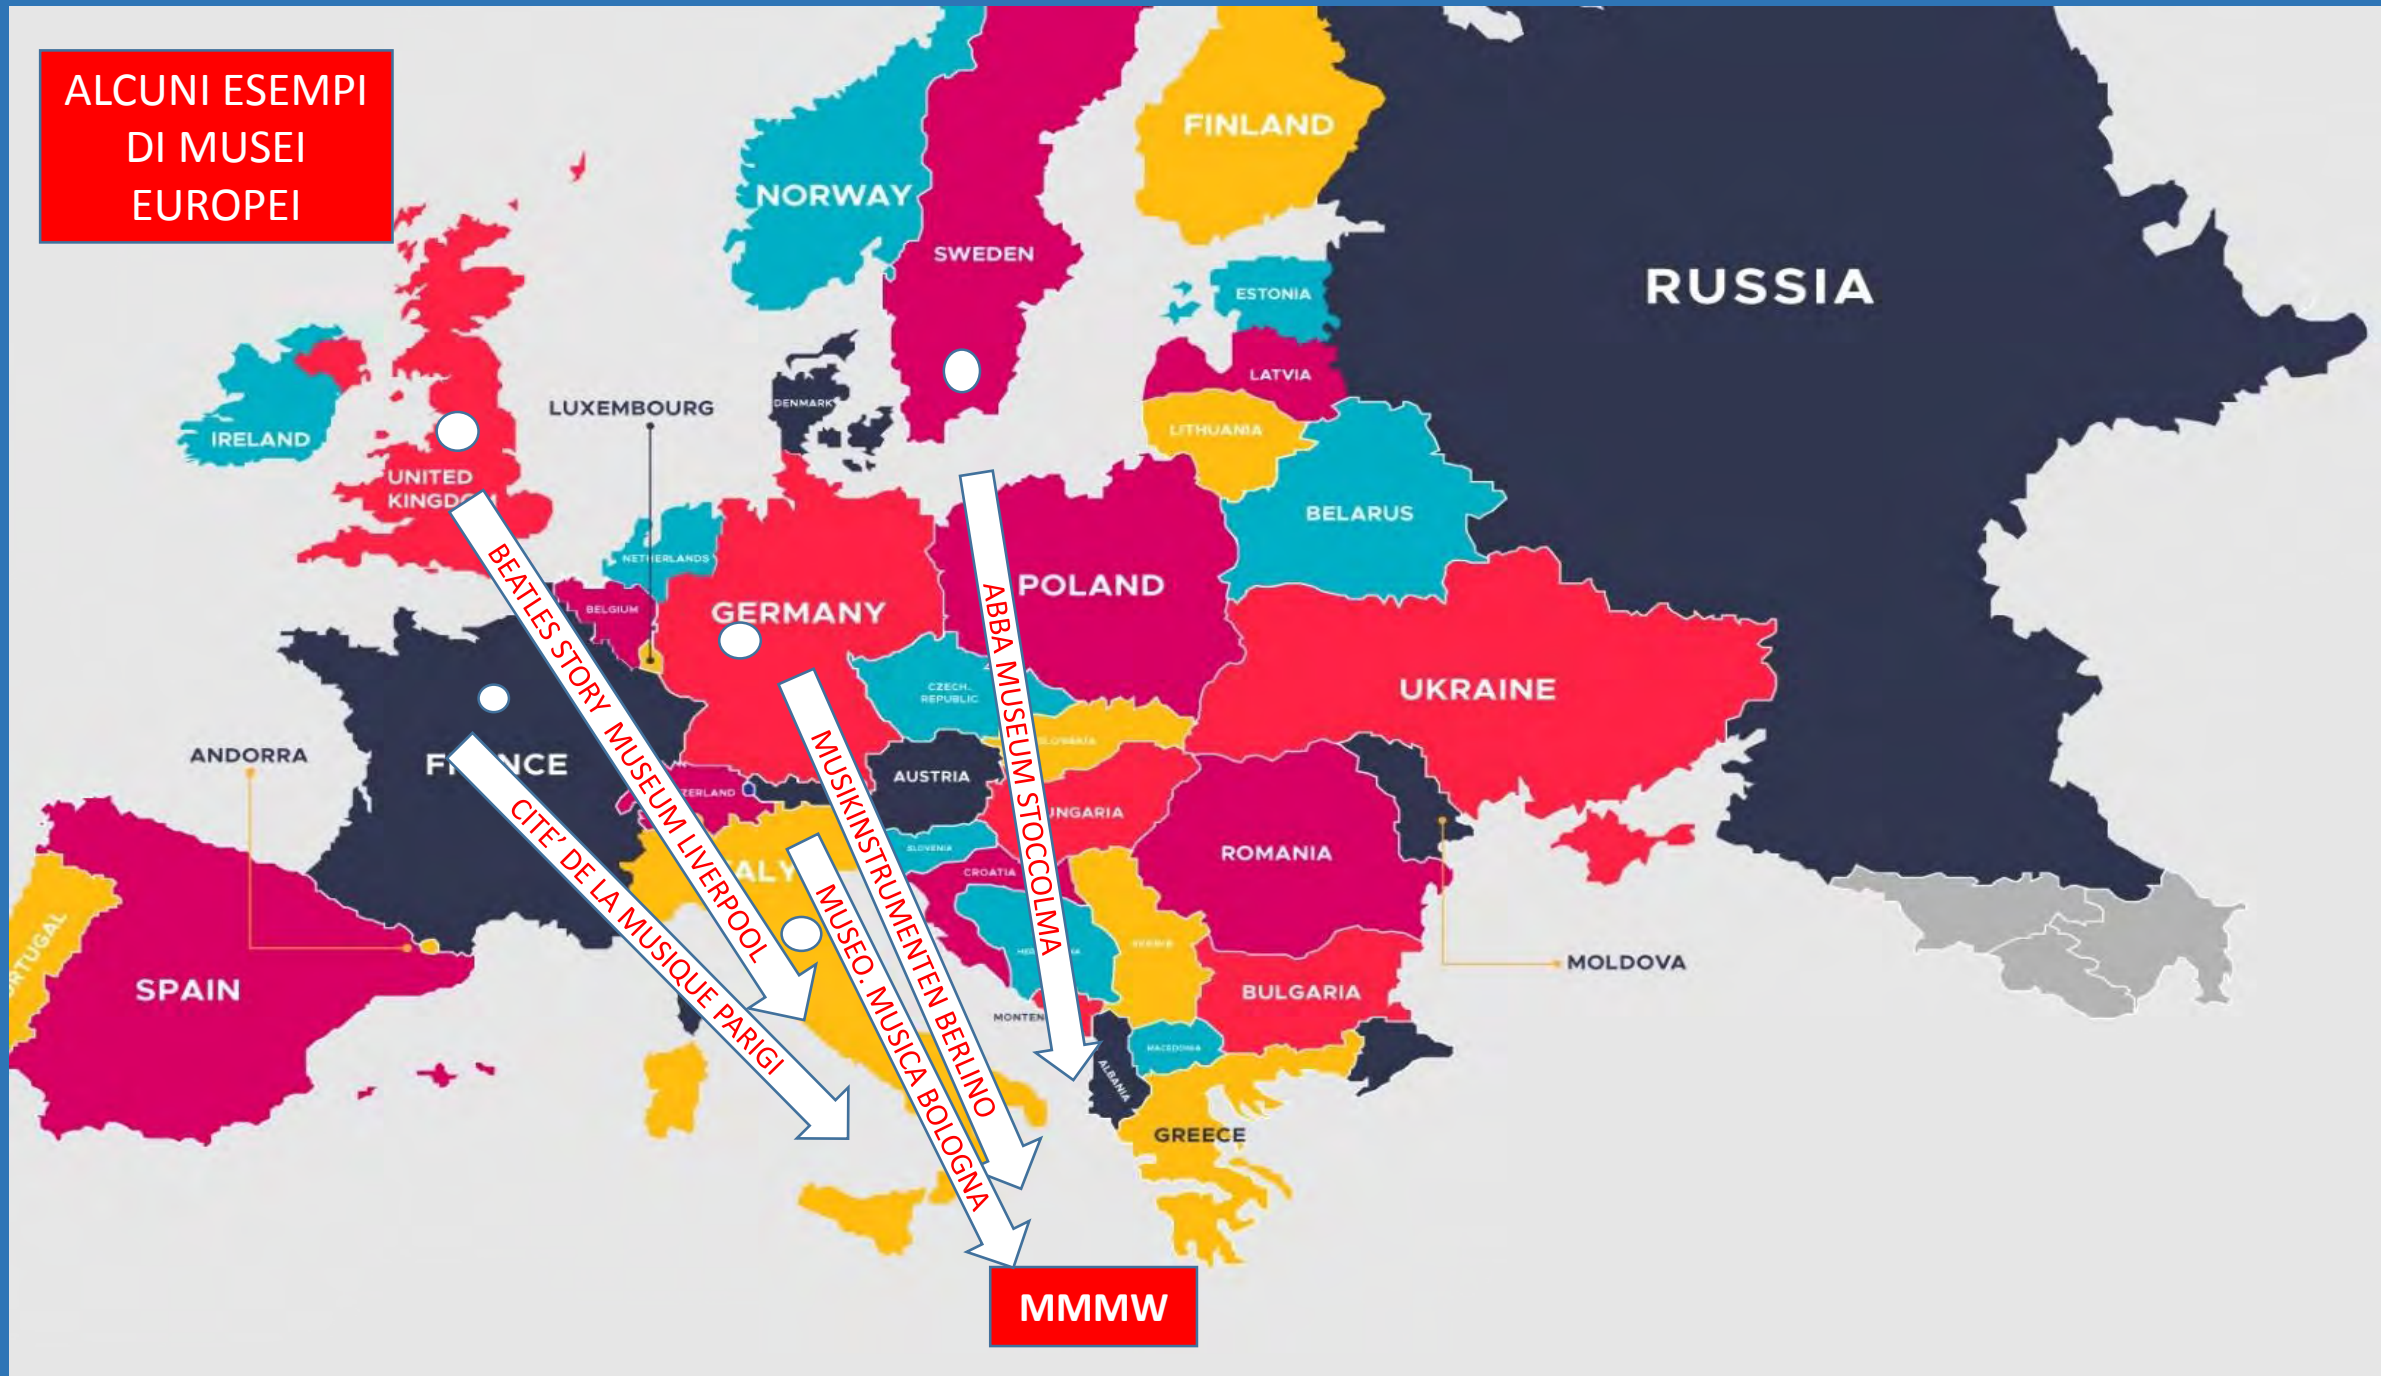 ALCUNI ESEMPI
DI MUSEI
EUROPEI
NORWAY
FINLAND
SWEDEN
RUSSIA
ESTONIA
LATVIA
LITHUANIA
IRELAND
LUXEMBOURG
DENMARK
UNITED
BELARUS
NETHERLANDS
BELGIUM
GERMANY
POLAND
CZECH.
REPUBLIC
UKRAINE
ANDORRA
AUSTRIA
SLOVENIA
CROATIA
ROMANIA
MOLDOVA
PORTUGAL
SPAIN
BULGARIA
MACEDONIA
ALBANIA
GREECE
BEATLES STORY MUSEUM LIVERPOOL
CITE' DE LA MUSIQUE PARIGI
MUSIKINSTRUMENTEN BERLINO
MUSEO. MUSICA BOLOGNA
ABBA MUSEUM STOCCOLMA
MMMW